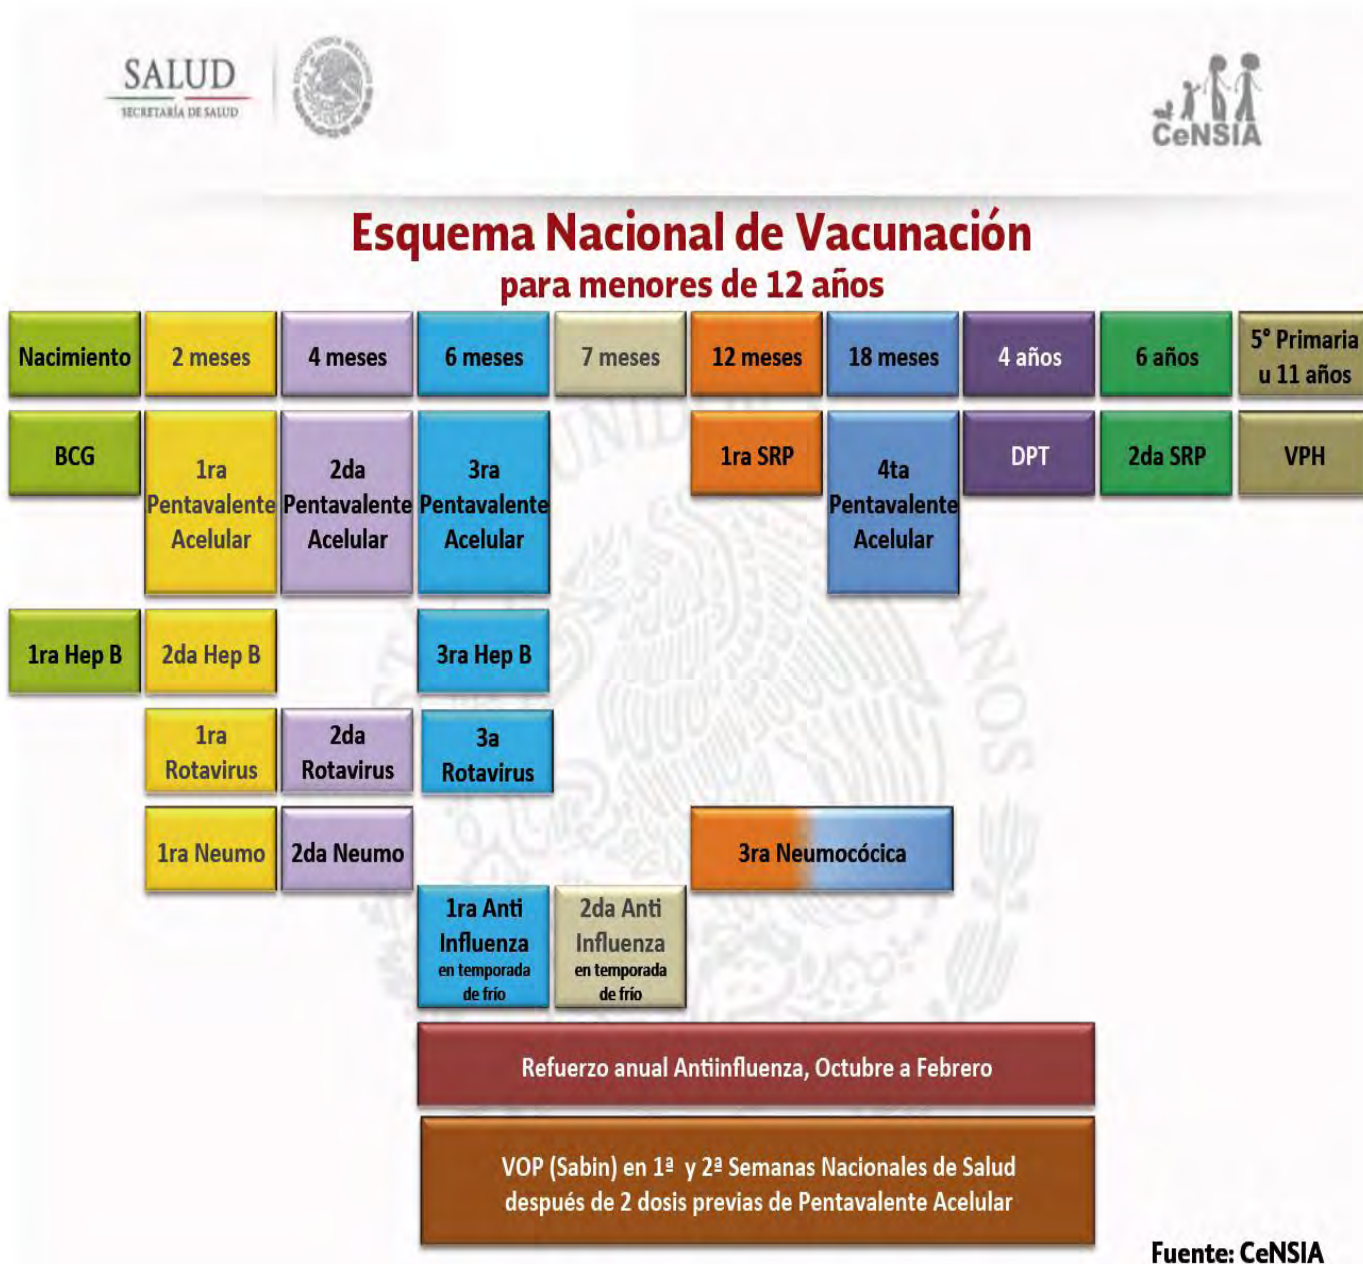 SALUD
SECRETARÍA DE SALUD
CeNSIA
Esquema Nacional de Vacunación
para menores de 12 años
Nacimiento
2 meses
4 meses
6 meses
7 meses
12 meses
18 meses
4 años
6 años
5° Primaria
u 11 años
BCG
1ra
Pentavalente
Acelular
2da
Pentavalente
Acelular
3ra
Pentavalente
Acelular
1ra SRP
4ta
Pentavalente
Acelular
DPT
2da SRP
VPH
1ra Hep B
2da Hep B
3ra Hep B
1ra
Rotavirus
2da
Rotavirus
3a
Rotavirus
1ra Neumo
2da Neumo
3ra Neumocócica
1ra Anti
Influenza
en temporada
de frío
2da Anti
Influenza
en temporada
de frío
Refuerzo anual Antiinfluenza, Octubre a Febrero
VOP (Sabin) en 1ª y 2ª Semanas Nacionales de Salud
después de 2 dosis previas de Pentavalente Acelular
Fuente: CeNSIA